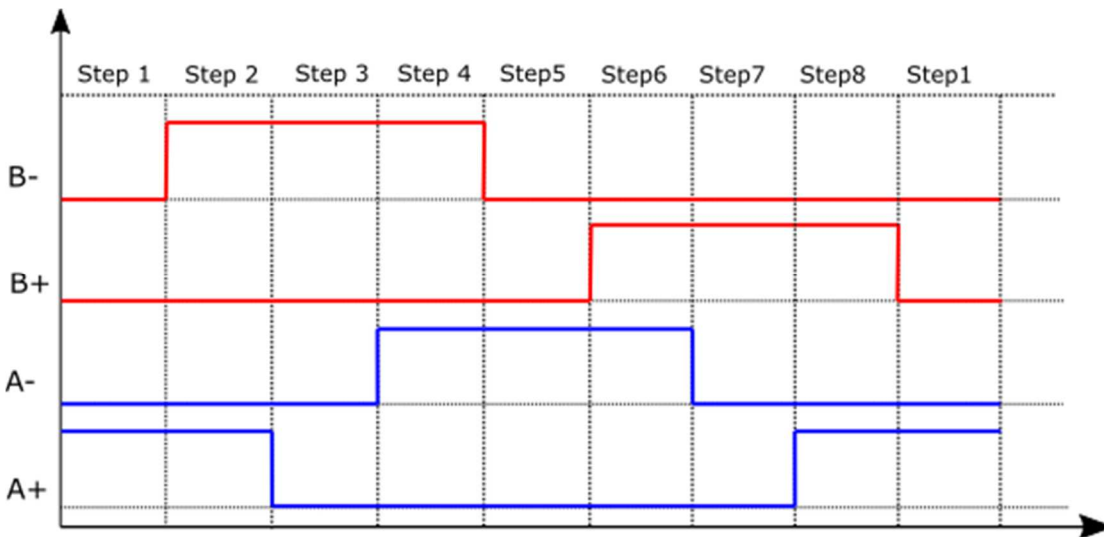 Step 1 Step 2 Step 3 Step 4 Step5 Step6 Step7 Step8 Step1
B-
B+
A-
A+